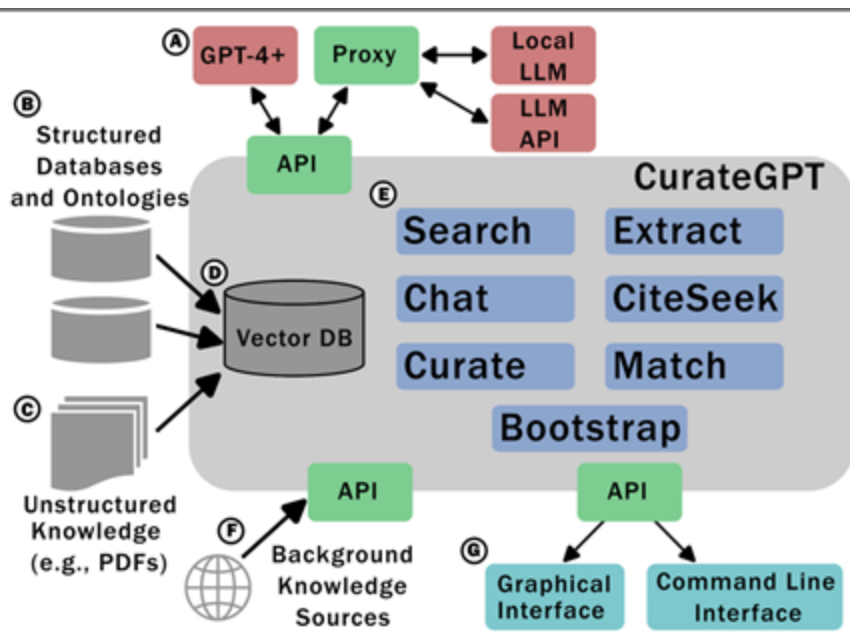 A
GPT-4+
Proxy
Local
LLM
LLM
API
B
Structured
Databases
and Ontologies
API
CurateGPT
E
Search
Extract
D
Vector DB
Chat
CiteSeek
Curate
Match
Bootstrap
C
Unstructured
Knowledge
(e.g., PDFs)
API
API
F
Background
Knowledge
Sources
G
Graphical
Interface
Command Line
Interface